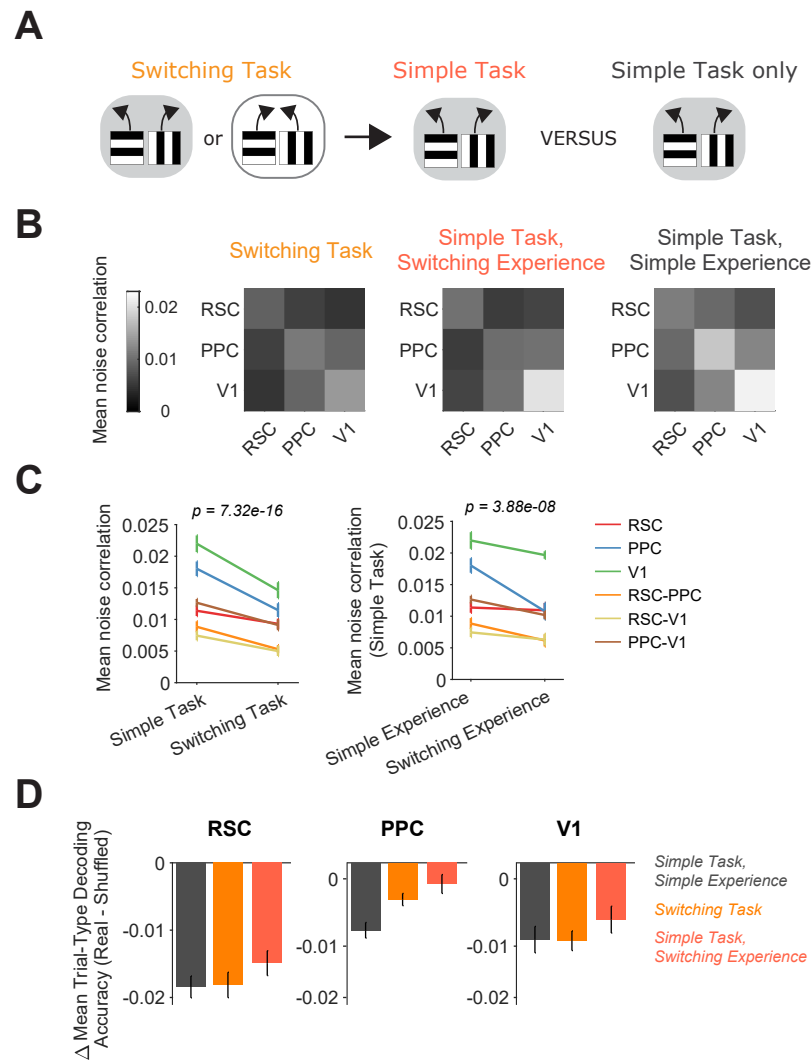 A
Switching Task
Simple Task
Simple Task only
or
VERSUS
B
Mean noise correlation
0.02
0.01
0
Switching Task
RSC
PPC
V1
RSC
PPC
V1
Simple Task,
Switching Experience
RSC
PPC
V1
RSC
PPC
V1
Simple Task,
Simple Experience
RSC
PPC
V1
RSC
PPC
V1
C
p = 7.32e-16
Mean noise correlation
0.025
0.02
0.015
0.01
0.005
0
Simple Task
Switching Task
p = 3.88e-08
Mean noise correlation
(Simple Task)
0.025
0.02
0.015
0.01
0.005
0
Simple Experience
Switching Experience
RSC
PPC
V1
RSC-PPC
RSC-V1
PPC-V1
D
Δ Mean Trial-Type Decoding
Accuracy (Real - Shuffled)
RSC
0
-0.01
-0.02
PPC
0
-0.01
-0.02
V1
0
-0.01
-0.02
Simple Task,
Simple Experience
Switching Task
Simple Task,
Switching Experience